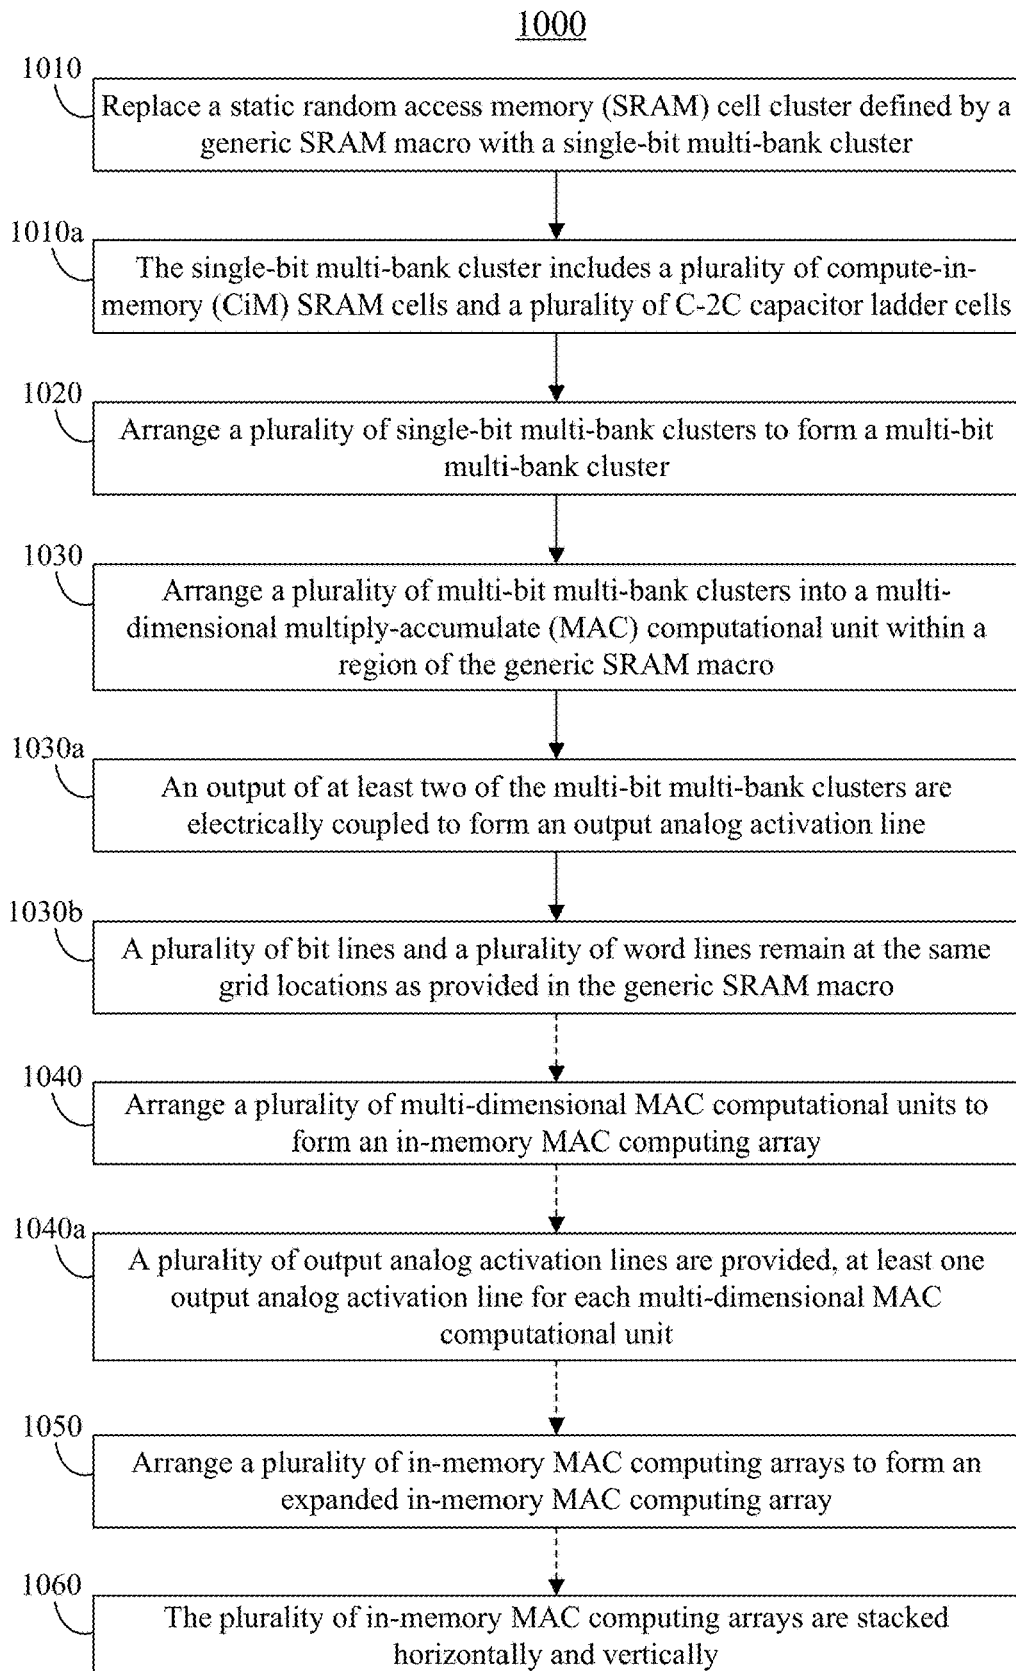 1000
1010
Replace a static random access memory (SRAM) cell cluster defined by a
generic SRAM macro with a single-bit multi-bank cluster
1010a
The single-bit multi-bank cluster includes a plurality of compute-in-
memory (CiM) SRAM cells and a plurality of C-2C capacitor ladder cells
1020
Arrange a plurality of single-bit multi-bank clusters to form a multi-bit
multi-bank cluster
1030
Arrange a plurality of multi-bit multi-bank clusters into a multi-
dimensional multiply-accumulate (MAC) computational unit within a
region of the generic SRAM macro
1030a
An output of at least two of the multi-bit multi-bank clusters are
electrically coupled to form an output analog activation line
1030b
A plurality of bit lines and a plurality of word lines remain at the same
grid locations as provided in the generic SRAM macro
1040
Arrange a plurality of multi-dimensional MAC computational units to
form an in-memory MAC computing array
1040a
A plurality of output analog activation lines are provided, at least one
output analog activation line for each multi-dimensional MAC
computational unit
1050
Arrange a plurality of in-memory MAC computing arrays to form an
expanded in-memory MAC computing array
1060
The plurality of in-memory MAC computing arrays are stacked
horizontally and vertically